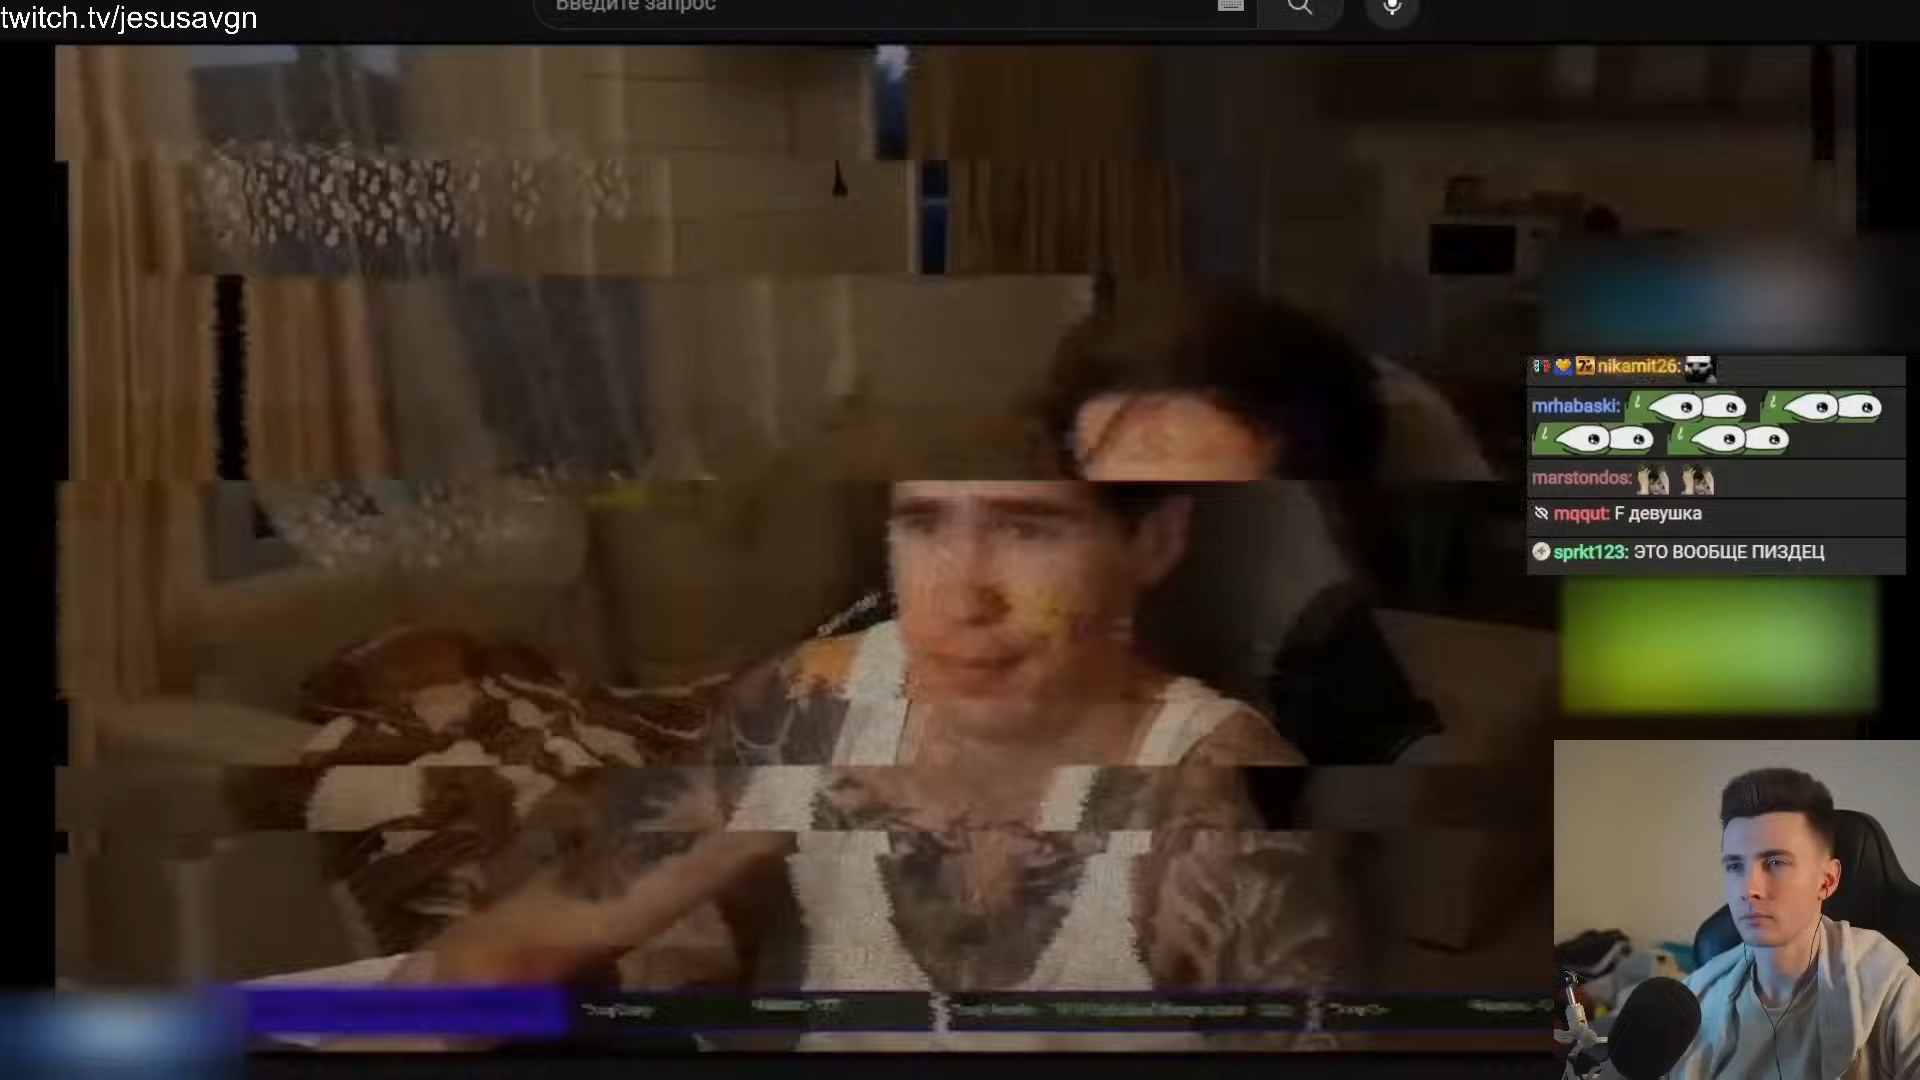 twitch.tv/jesusavgn
Введите запрос
nikamit26:
mrhabaski:
marstondos:
mqqut: F девушка
sprkt123: ЭТО ВООБЩЕ ПИЗДЕЦ